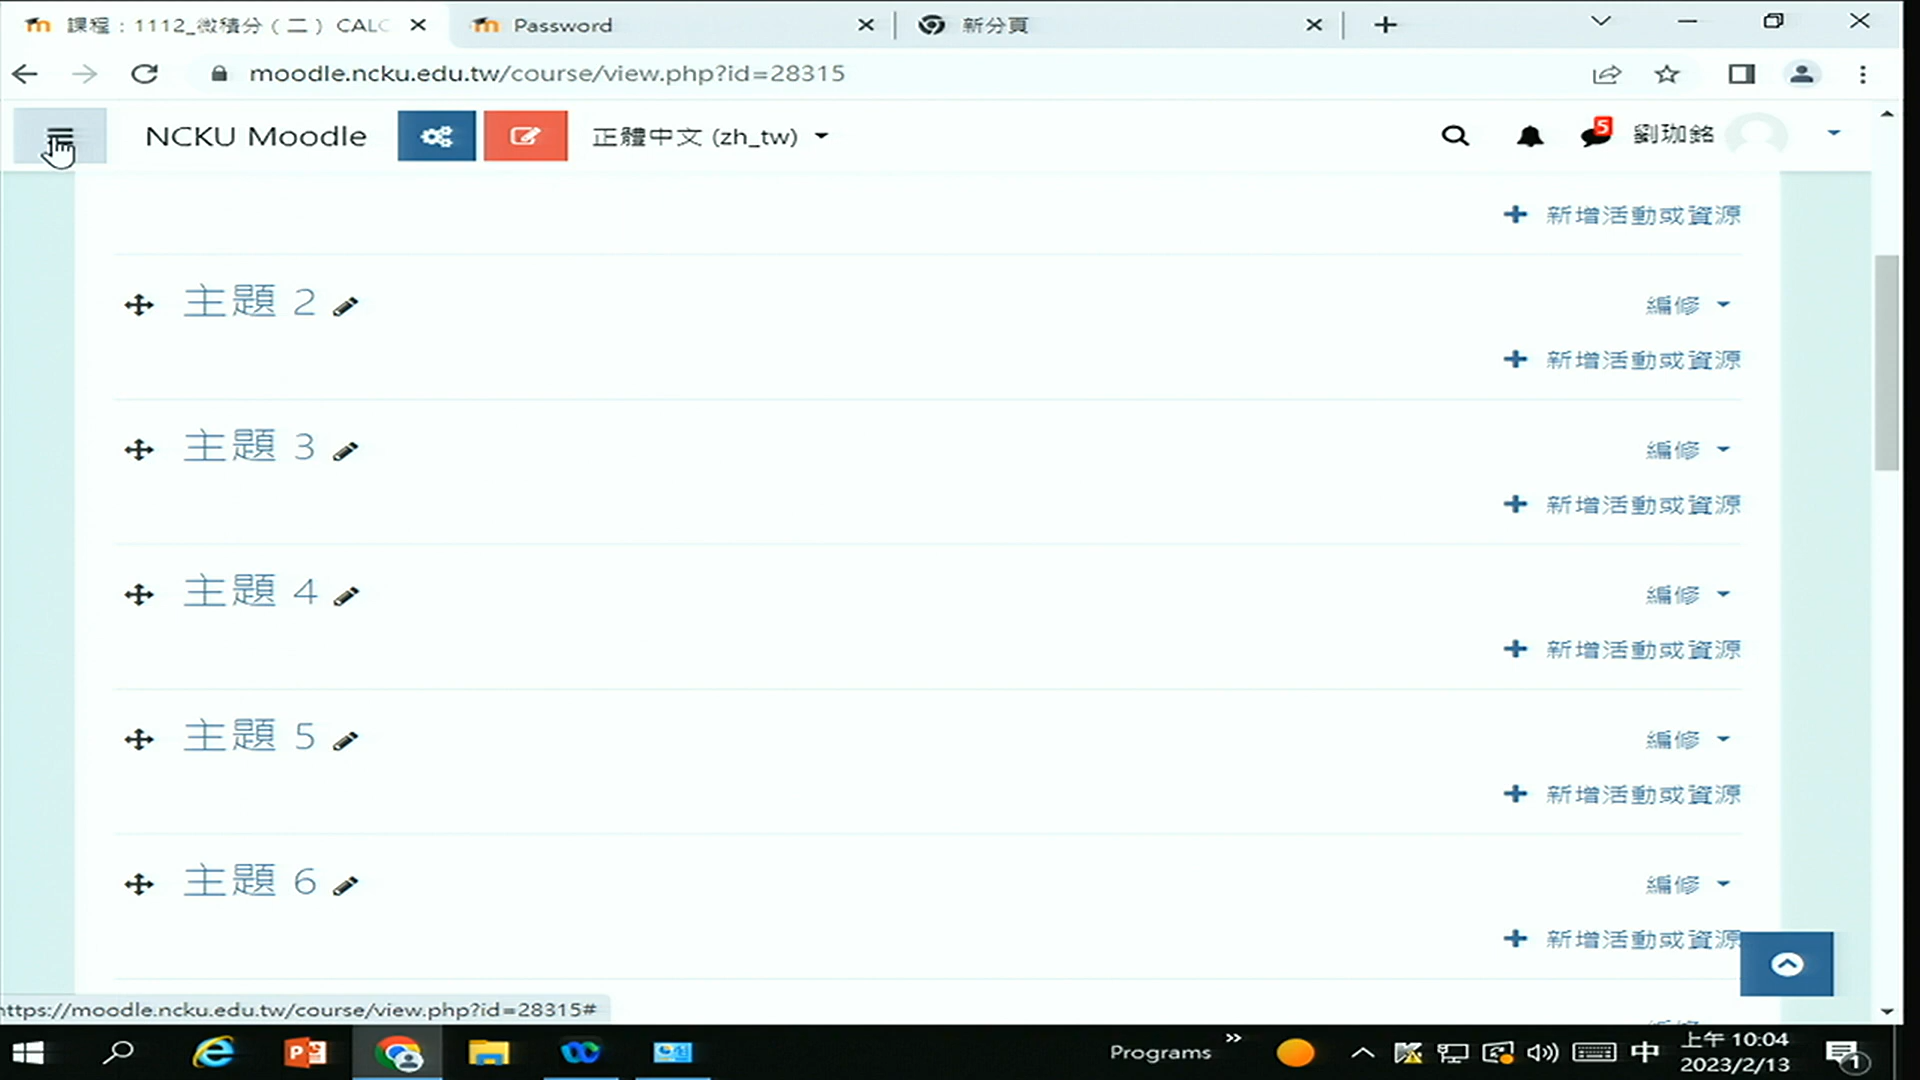 課程：1112_微積分（二）CALC
Password
新分頁
moodle.ncku.edu.tw/course/view.php?id=28315
NCKU Moodle
正體中文 (zh_tw)
5
劉珈銘
新增活動或資源
主題 2
編修
新增活動或資源
主題 3
編修
新增活動或資源
主題 4
編修
新增活動或資源
主題 5
編修
新增活動或資源
主題 6
編修
新增活動或資源
https://moodle.ncku.edu.tw/course/view.php?id=28315#
Programs
中
上午 10:04
2023/2/13
1